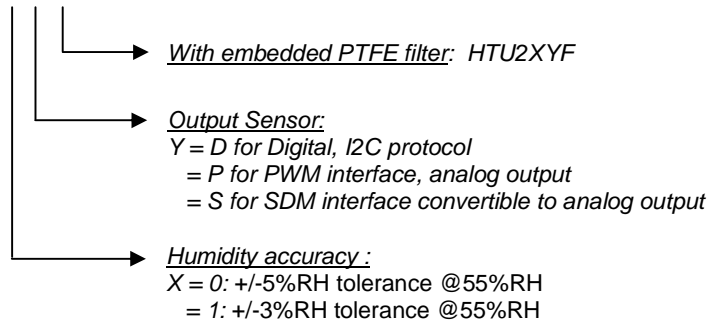 With embedded PTFE filter: HTU2XYF
Output Sensor:
Y = D for Digital, I2C protocol
= P for PWM interface, analog output
= S for SDM interface convertible to analog output
Humidity accuracy :
X = 0: +/-5%RH tolerance @55%RH
= 1: +/-3%RH tolerance @55%RH